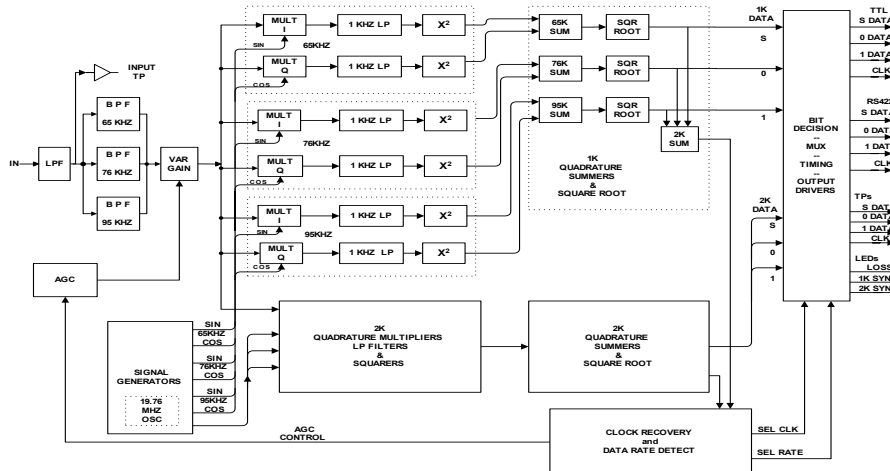 INPUT
TP
IN
LPF
B P F
65 KHZ
B P F
76 KHZ
B P F
95 KHZ
VAR
GAIN
AGC
SIGNAL
GENERATORS
19.76
MHZ
OSC
SIN
65KHZ
COS
SIN
76KHZ
COS
SIN
95KHZ
COS
MULT
I
1 KHZ LP
X²
SIN
65KHZ
MULT
Q
1 KHZ LP
X²
COS
MULT
I
1 KHZ LP
X²
SIN
76KHZ
MULT
Q
1 KHZ LP
X²
COS
MULT
I
1 KHZ LP
X²
SIN
95KHZ
MULT
Q
1 KHZ LP
X²
COS
65K
SUM
SQR
ROOT
76K
SUM
SQR
ROOT
95K
SUM
SQR
ROOT
2K
SUM
1K
QUADRATURE
SUMMERS
&
SQUARE ROOT
2K
QUADRATURE MULTIPLIERS
LP FILTERS
&
SQUARERS
2K
QUADRATURE
SUMMERS
&
SQUARE ROOT
CLOCK RECOVERY
and
DATA RATE DETECT
AGC
CONTROL
SEL CLK
SEL RATE
1K
DATA
S
0
1
2K
DATA
S
0
1
BIT
DECISION
--
MUX
--
TIMING
--
OUTPUT
DRIVERS
TTL
S DATA
0 DATA
1 DATA
CLK
RS422
S DATA
0 DATA
1 DATA
CLK
TPs
S DATA
0 DATA
1 DATA
CLK
LEDs
LOSS
1K SYN
2K SYN